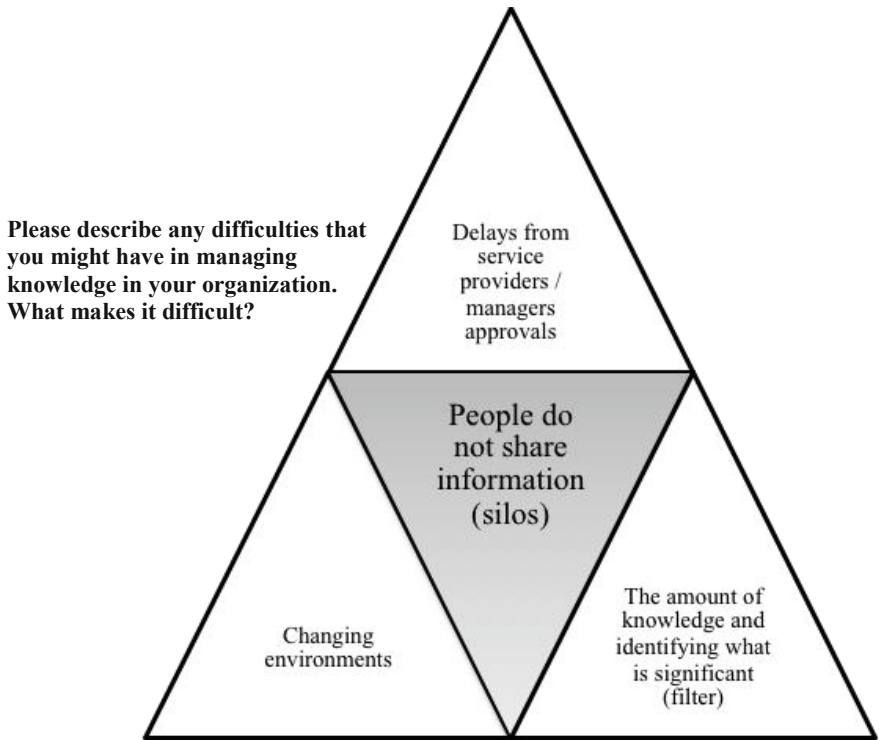 Please describe any difficulties that
you might have in managing
knowledge in your organization.
What makes it difficult?
Delays from
service
providers /
managers
approvals
People do
not share
information
(silos)
Changing
environments
The amount of
knowledge and
identifying what
is significant
(filter)